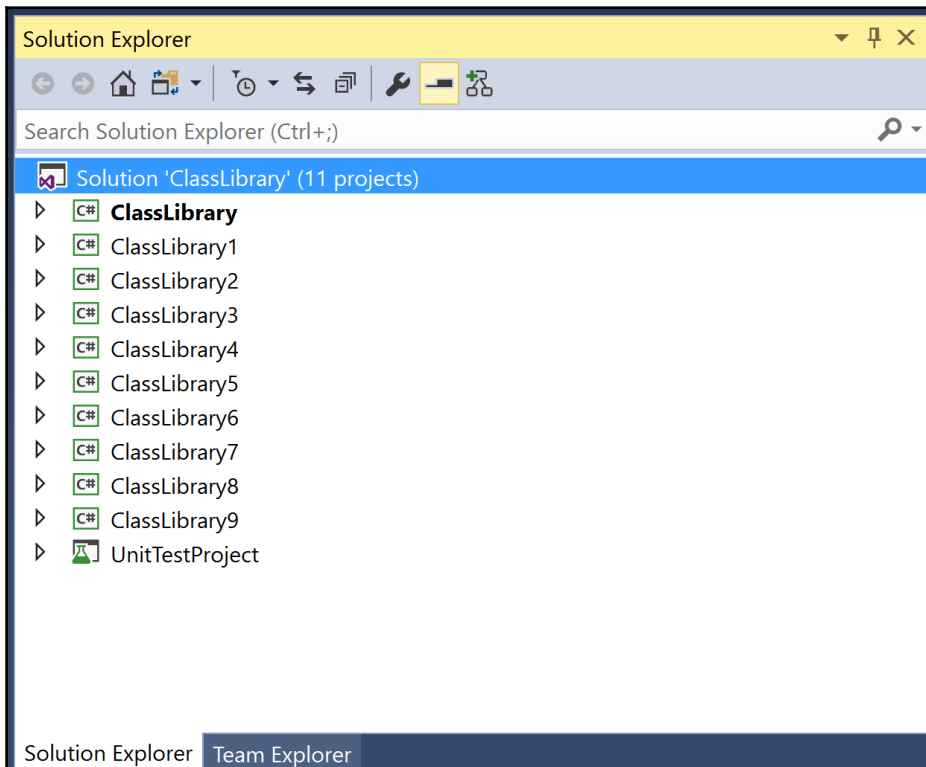 Solution Explorer
Search Solution Explorer (Ctrl+;)
Solution 'ClassLibrary' (11 projects)
C# ClassLibrary
C# ClassLibrary1
C# ClassLibrary2
C# ClassLibrary3
C# ClassLibrary4
C# ClassLibrary5
C# ClassLibrary6
C# ClassLibrary7
C# ClassLibrary8
C# ClassLibrary9
UnitTestProject
Solution Explorer Team Explorer